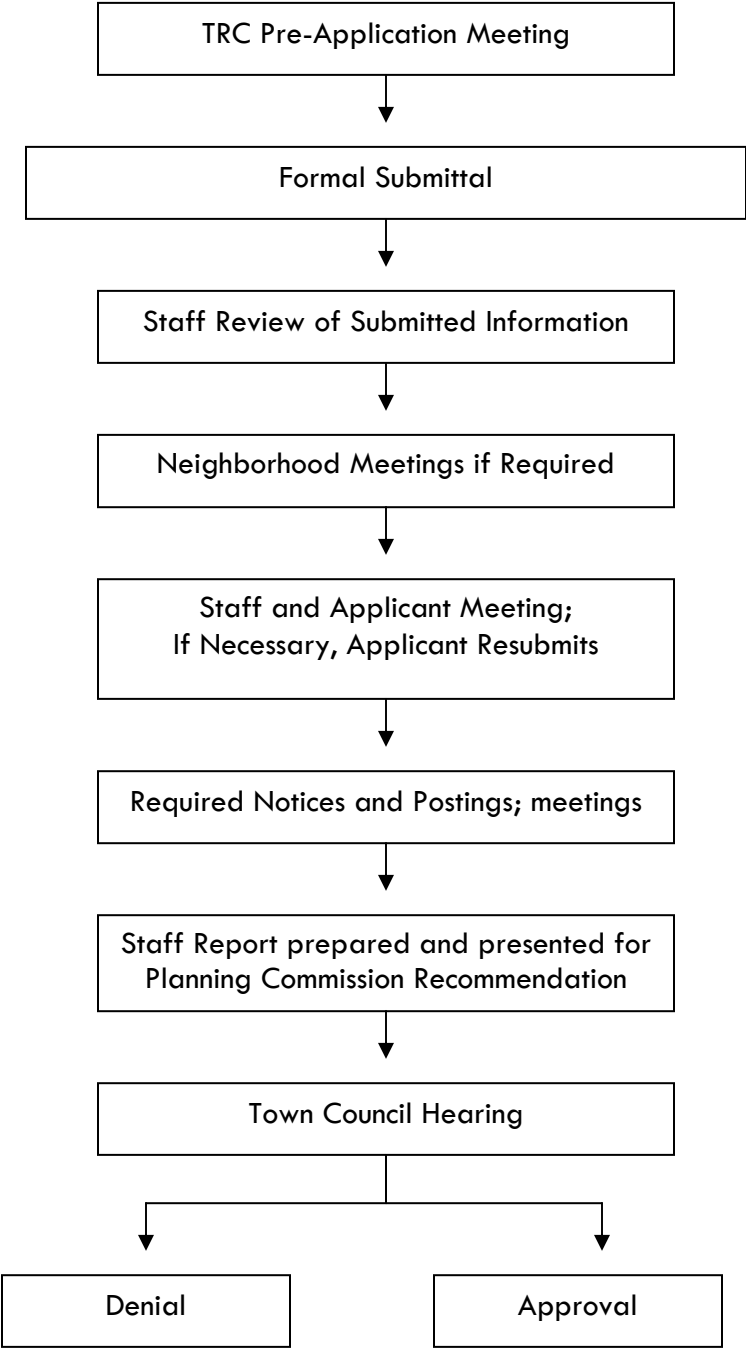 TRC Pre-Application Meeting
Formal Submittal
Staff Review of Submitted Information
Neighborhood Meetings if Required
Staff and Applicant Meeting;
If Necessary, Applicant Resubmits
Required Notices and Postings; meetings
Staff Report prepared and presented for
Planning Commission Recommendation
Town Council Hearing
Denial
Approval